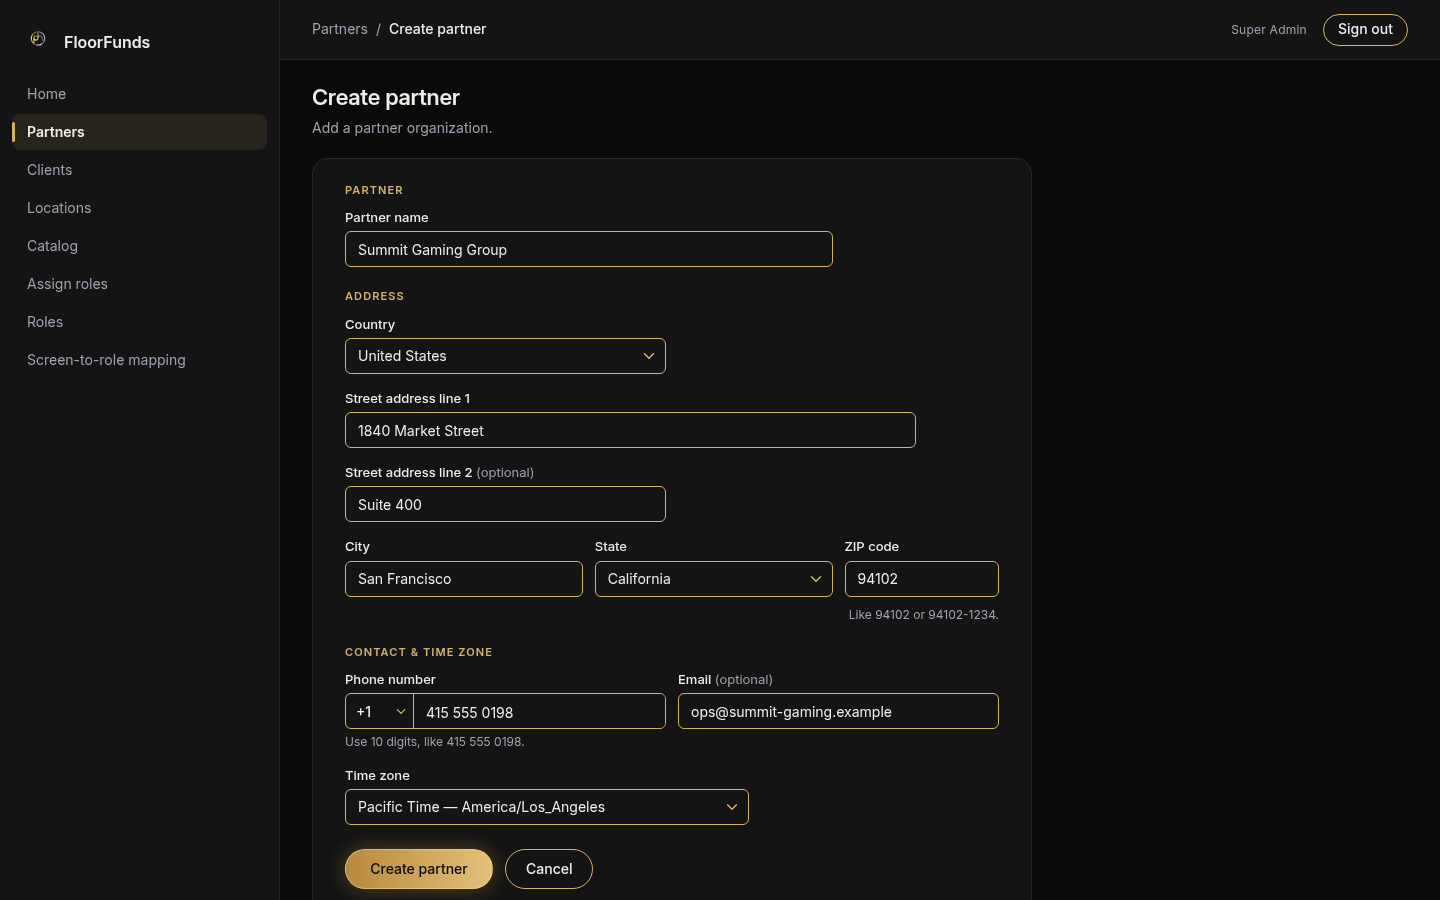 FloorFunds
Home
Partners
Clients
Locations
Catalog
Assign roles
Roles
Screen-to-role mapping
Partners / Create partner
Super Admin
Sign out
Create partner
Add a partner organization.
PARTNER
Partner name
Summit Gaming Group
ADDRESS
Country
United States
Street address line 1
1840 Market Street
Street address line 2 (optional)
Suite 400
City State ZIP code
San Francisco California 94102
Like 94102 or 94102-1234.
CONTACT & TIME ZONE
Phone number Email (optional)
+1 415 555 0198 ops@summit-gaming.example
Use 10 digits, like 415 555 0198.
Time zone
Pacific Time — America/Los_Angeles
Create partner Cancel